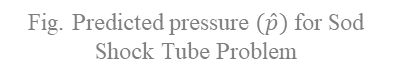 Fig. Predicted pressure (p̂) for Sod
Shock Tube Problem